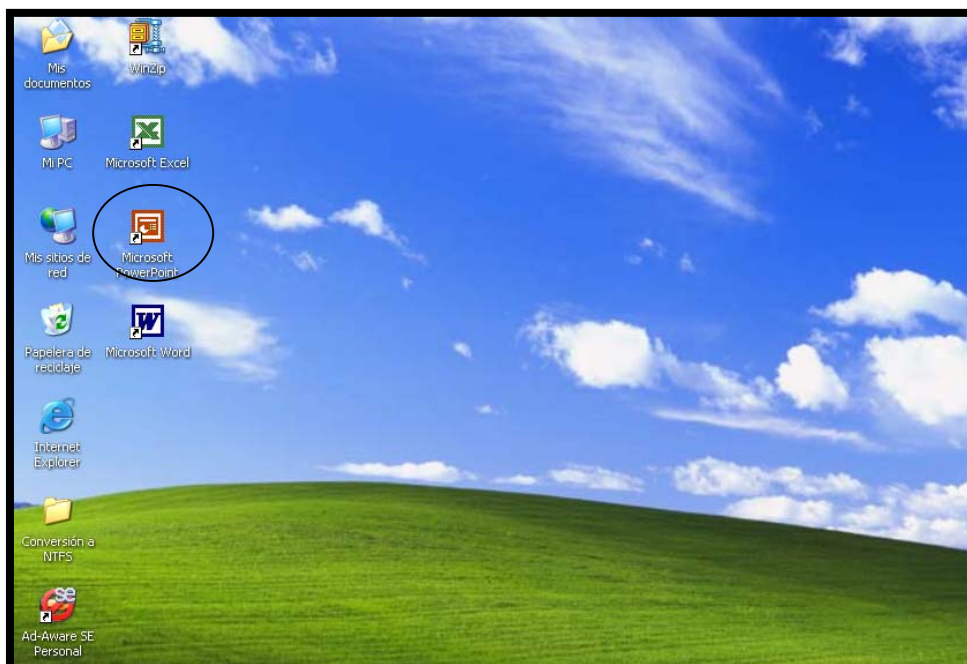 Mis
documentos
WinZip
Mi PC
Microsoft Excel
Mis sitios de
red
Microsoft
PowerPoint
Papelera de
reciclaje
Microsoft Word
Internet
Explorer
Conversión a
NTFS
Ad-Aware SE
Personal